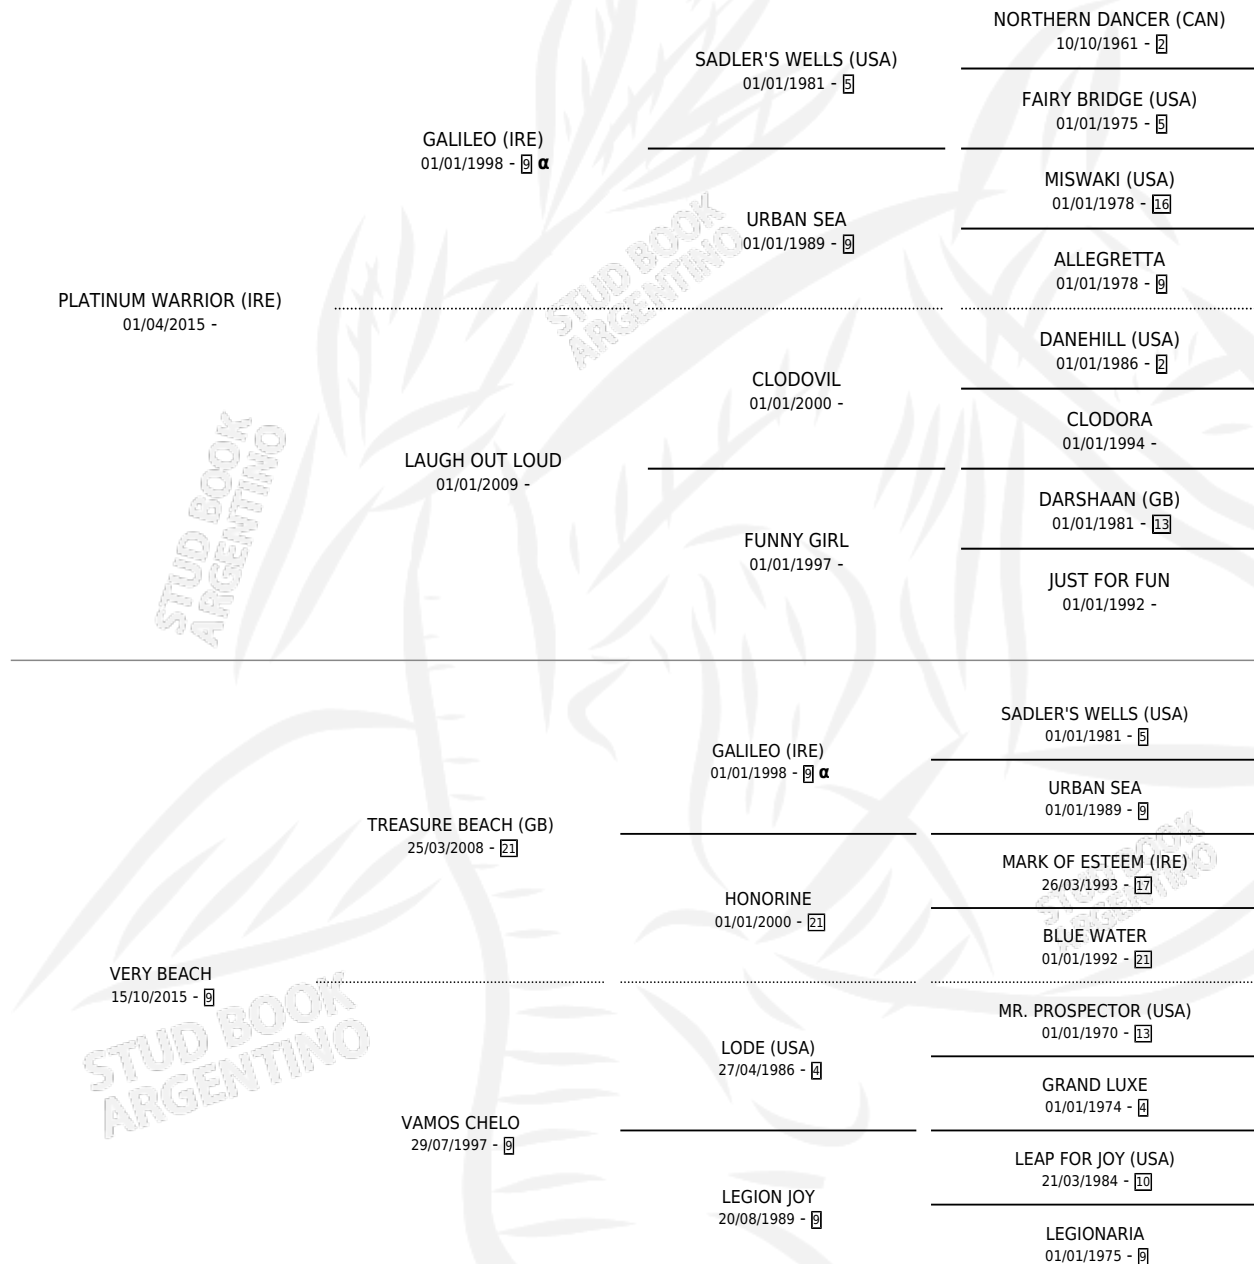 NORTHERN DANCER (CAN)
10/10/1961 - 2
SADLER'S WELLS (USA)
01/01/1981 - 5
FAIRY BRIDGE (USA)
01/01/1975 - 5
GALILEO (IRE)
01/01/1998 - 9 α
MISWAKI (USA)
01/01/1978 - 16
URBAN SEA
01/01/1989 - 9
ALLEGRETTA
01/01/1978 - 9
PLATINUM WARRIOR (IRE)
01/04/2015 -
DANEHILL (USA)
01/01/1986 - 2
CLODOVIL
01/01/2000 -
CLODORA
01/01/1994 -
LAUGH OUT LOUD
01/01/2009 -
DARSHAAN (GB)
01/01/1981 - 13
FUNNY GIRL
01/01/1997 -
JUST FOR FUN
01/01/1992 -
STUD BOOK
ARGENTINO
STUD BOOK
ARGENTINO
SADLER'S WELLS (USA)
01/01/1981 - 5
GALILEO (IRE)
01/01/1998 - 9 α
URBAN SEA
01/01/1989 - 9
TREASURE BEACH (GB)
25/03/2008 - 21
MARK OF ESTEEM (IRE)
26/03/1993 - 17
HONORINE
01/01/2000 - 21
BLUE WATER
01/01/1992 - 21
STUD BOOK
ARGENTINO
VERY BEACH
15/10/2015 - 9
MR. PROSPECTOR (USA)
01/01/1970 - 13
LODE (USA)
27/04/1986 - 4
GRAND LUXE
01/01/1974 - 4
VAMOS CHELO
29/07/1997 - 9
LEAP FOR JOY (USA)
21/03/1984 - 10
LEGION JOY
20/08/1989 - 9
LEGIONARIA
01/01/1975 - 9
STUD BOOK
ARGENTINO